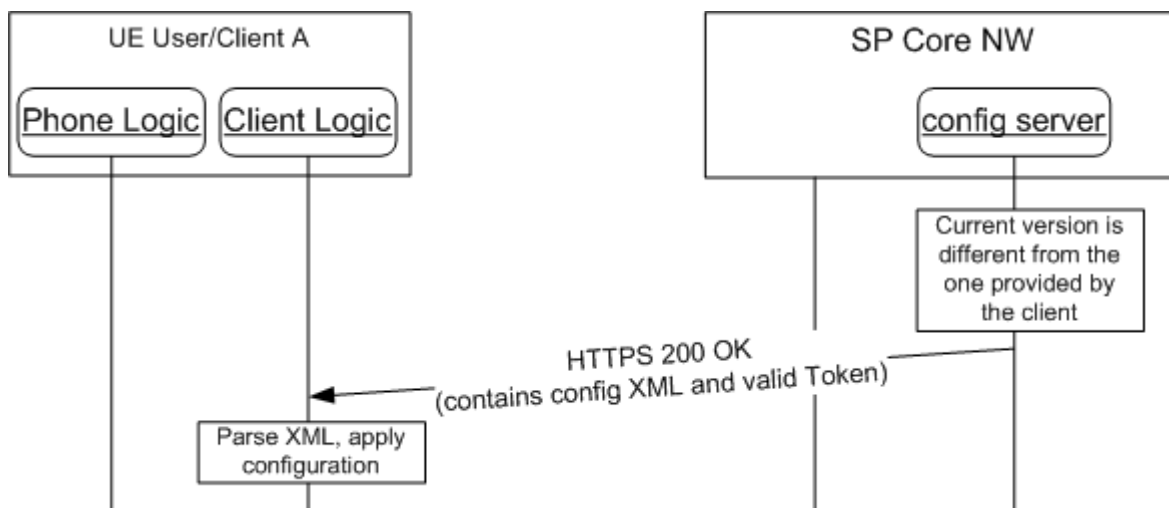 UE User/Client A
SP Core NW
Phone Logic
Client Logic
config server
Current version is
different from the
one provided by
the client
HTTPS 200 OK
(contains config XML and valid Token)
Parse XML, apply
configuration